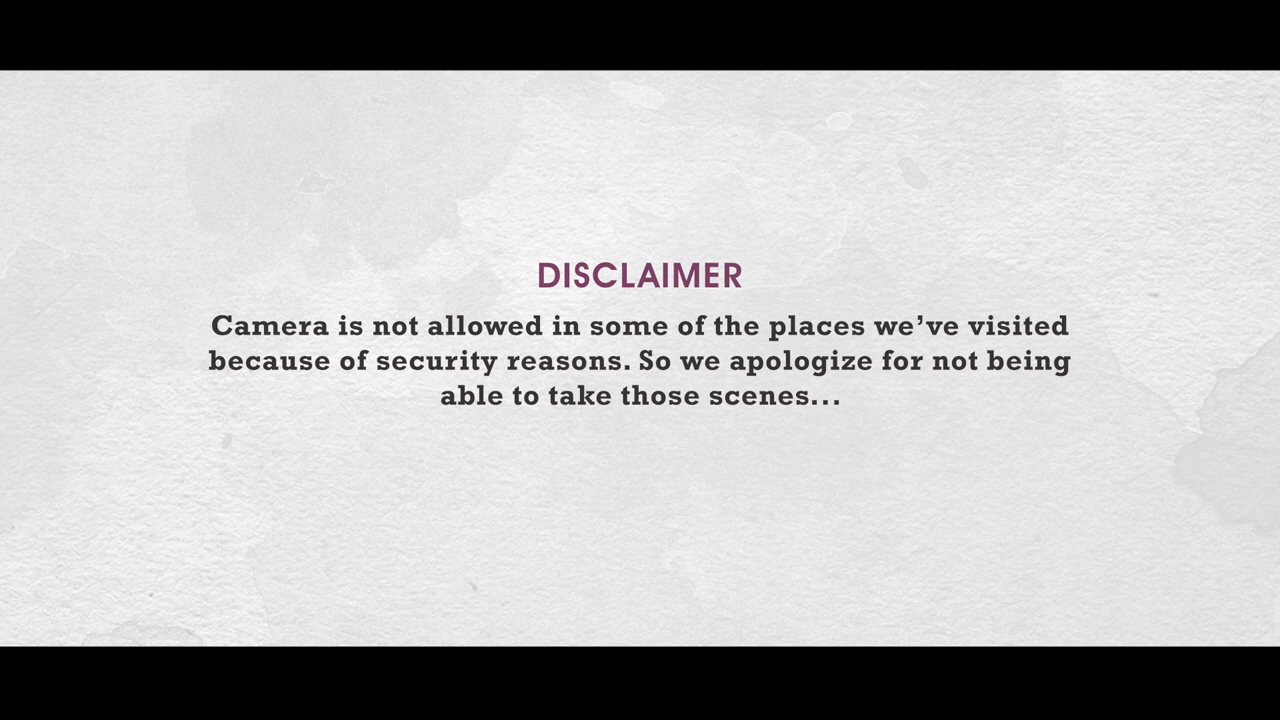 DISCLAIMER
Camera is not allowed in some of the places we’ve visited
because of security reasons. So we apologize for not being
able to take those scenes...